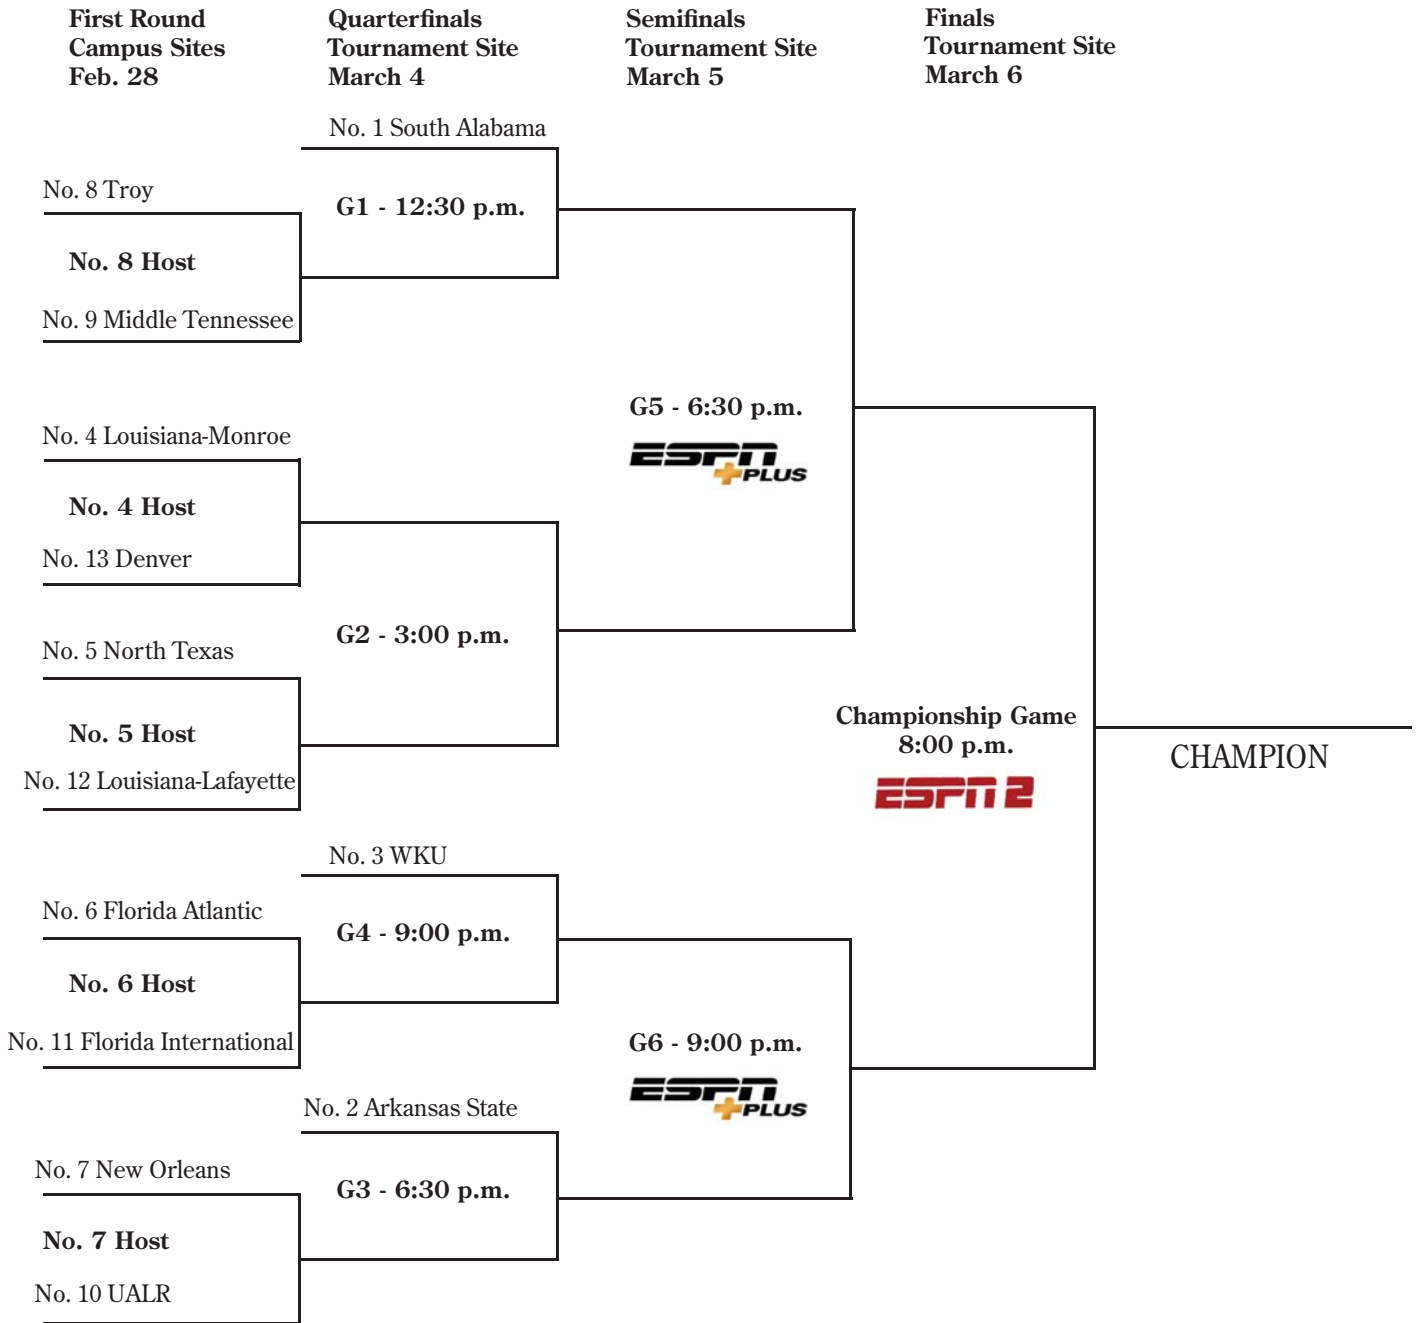 First Round
Campus Sites
Feb. 28
Quarterfinals
Tournament Site
March 4
Semifinals
Tournament Site
March 5
Finals
Tournament Site
March 6
No. 1 South Alabama
No. 8 Troy
G1 - 12:30 p.m.
No. 8 Host
No. 9 Middle Tennessee
G5 - 6:30 p.m.
ESPN
PLUS
No. 4 Louisiana-Monroe
No. 4 Host
No. 13 Denver
G2 - 3:00 p.m.
No. 5 North Texas
No. 5 Host
No. 12 Louisiana-Lafayette
Championship Game
8:00 p.m.
ESPN 2
CHAMPION
No. 3 WKU
No. 6 Florida Atlantic
G4 - 9:00 p.m.
No. 6 Host
No. 11 Florida International
G6 - 9:00 p.m.
ESPN
PLUS
No. 2 Arkansas State
No. 7 New Orleans
G3 - 6:30 p.m.
No. 7 Host
No. 10 UALR